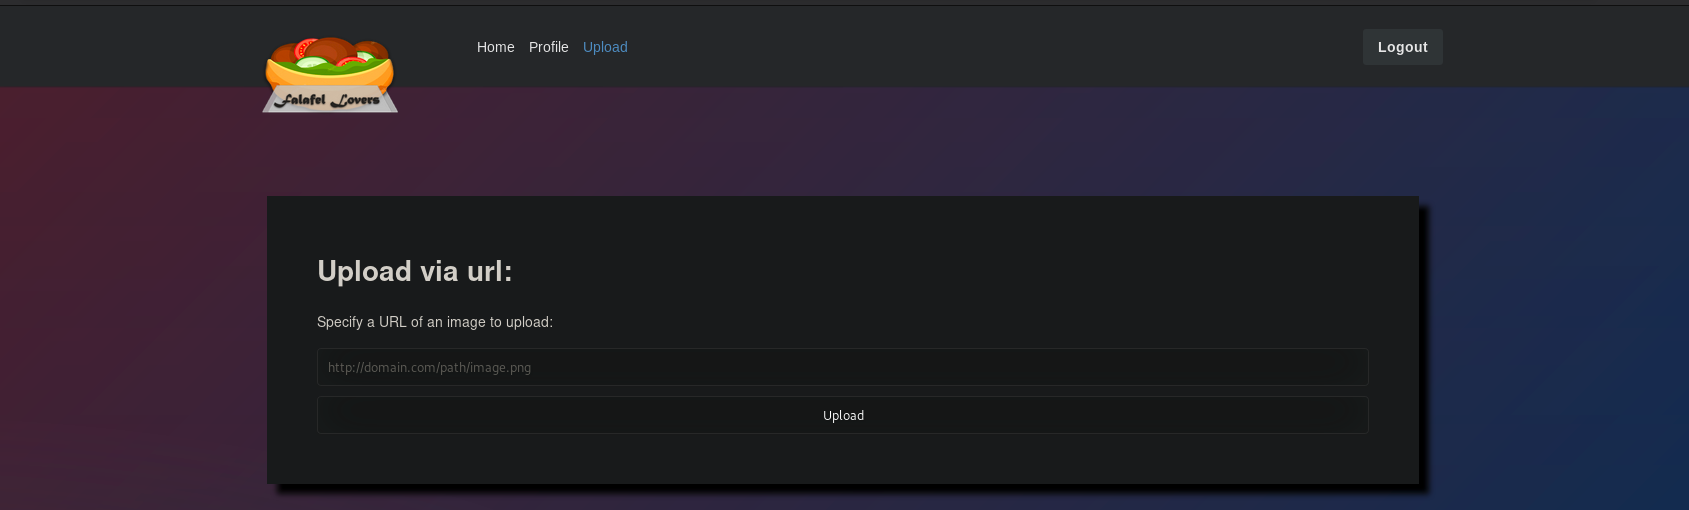 Home Profile Upload
Logout
Falafel Lovers
Upload via url:
Specify a URL of an image to upload:
http://domain.com/path/image.png
Upload